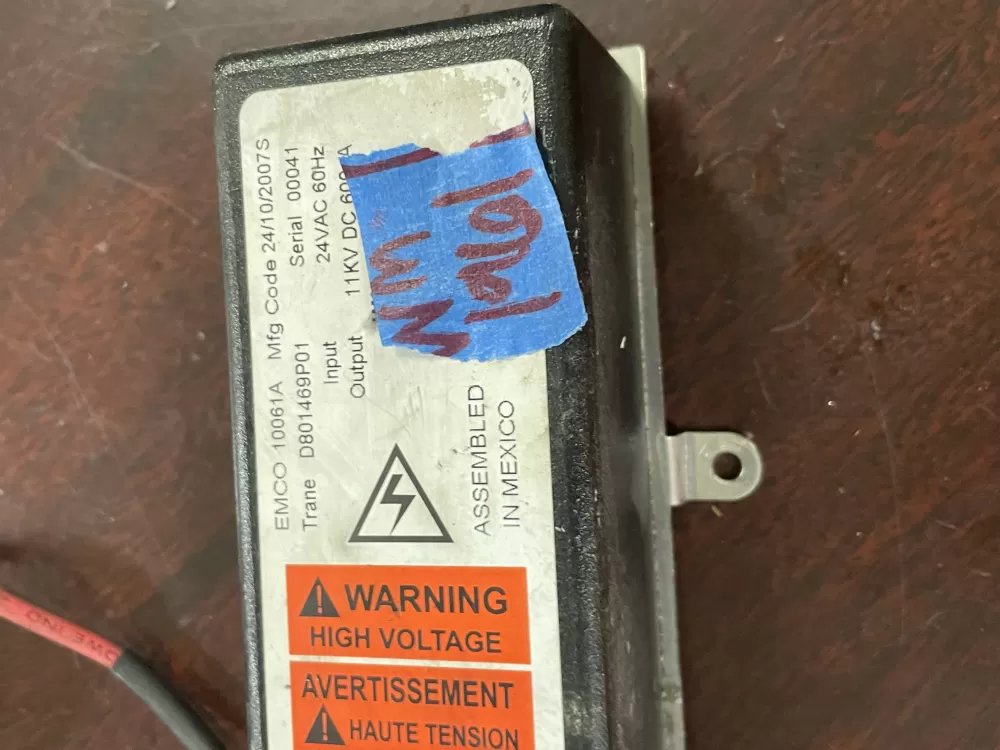 EMCO 10061A Mfg Code 24/10/2007S
Trane D801469P01 Serial 00041
Input 24VAC 60Hz
Output 11KV DC
ASSEMBLED
IN MEXICO
WARNING
HIGH VOLTAGE
AVERTISSEMENT
HAUTE TENSION